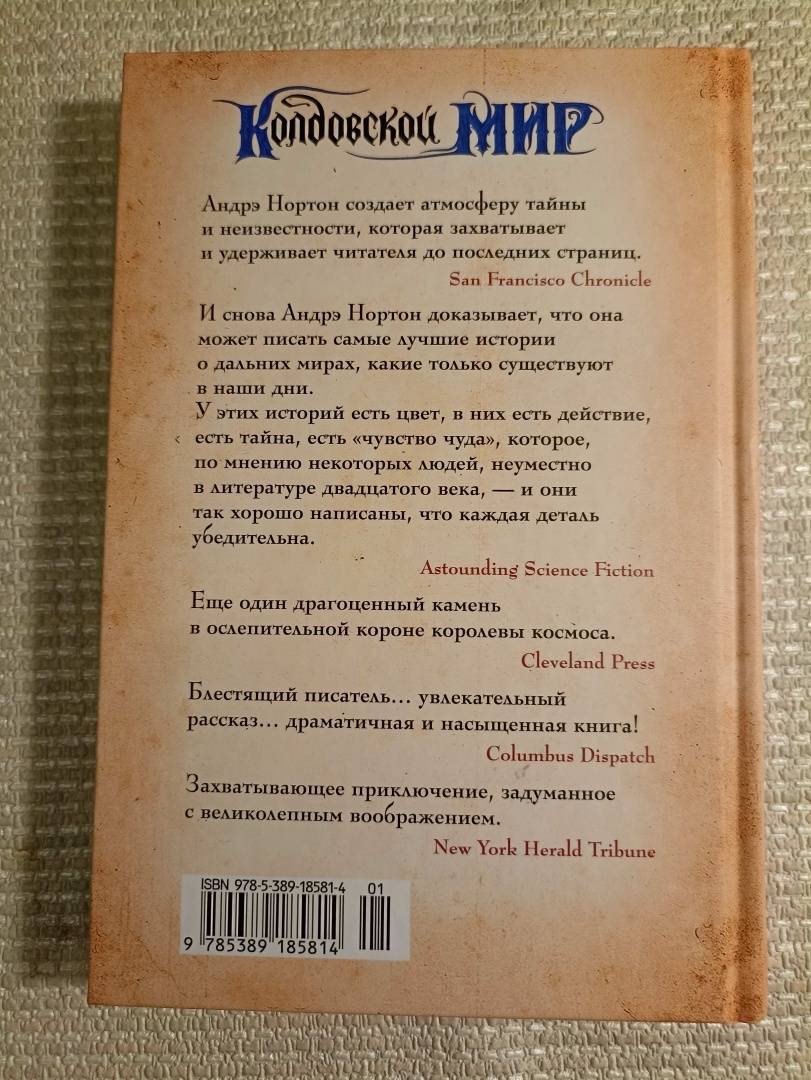 Колдовской МИР
Андрэ Нортон создает атмосферу тайны
и неизвестности, которая захватывает
и удерживает читателя до последних страниц.
San Francisco Chronicle
И снова Андрэ Нортон доказывает, что она
может писать самые лучшие истории
о дальних мирах, какие только существуют
в наши дни.
У этих историй есть цвет, в них есть действие,
есть тайна, есть «чувство чуда», которое,
по мнению некоторых людей, неуместно
в литературе двадцатого века, — и они
так хорошо написаны, что каждая деталь
убедительна.
Astounding Science Fiction
Еще один драгоценный камень
в ослепительной короне королевы космоса.
Cleveland Press
Блестящий писатель... увлекательный
рассказ... драматичная и насыщенная книга!
Columbus Dispatch
Захватывающее приключение, задуманное
с великолепным воображением.
New York Herald Tribune
ISBN 978-5-389-18581-4 01
9 785389 185814